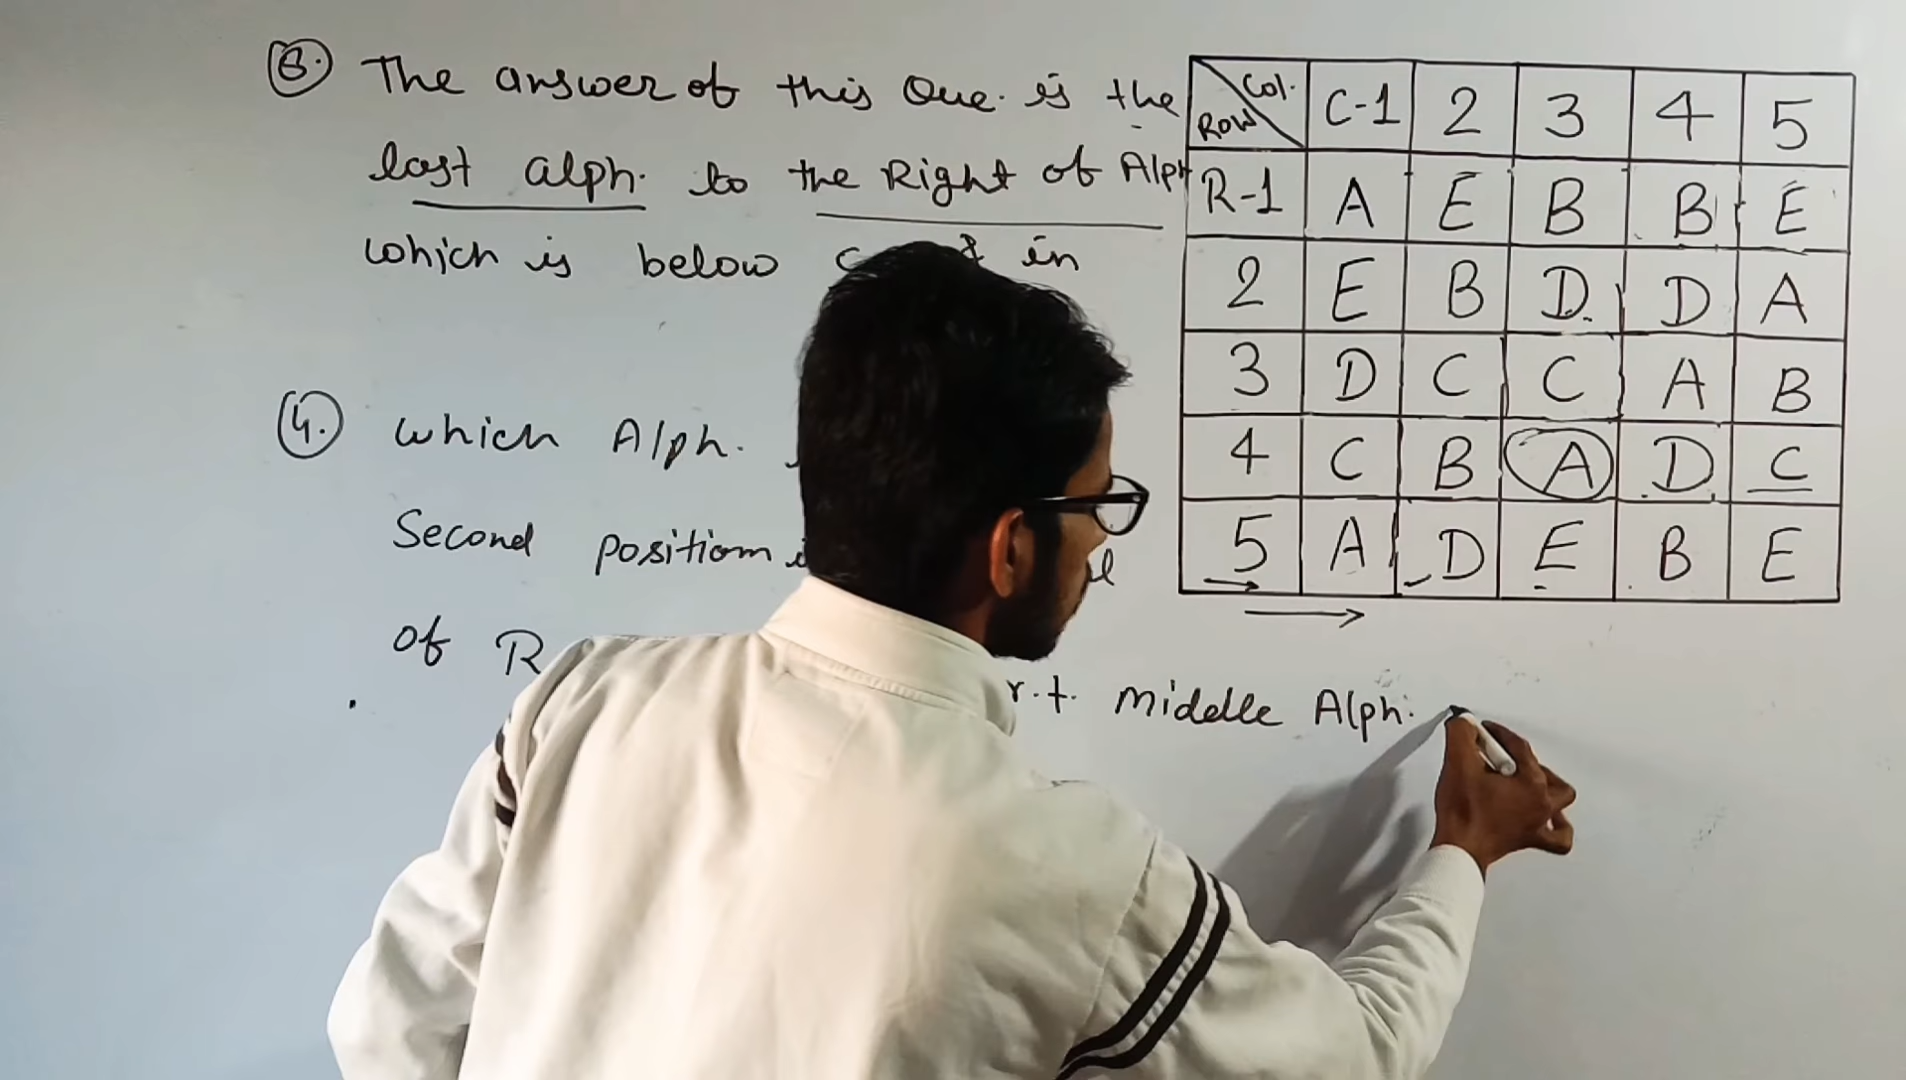 3. The answer of this Que. is the
last alph. to the Right of Alph
which is below in
4. Which Alph.
Second position
of R r.t. middle Alph.
Col. ROW C-1 2 3 4 5
R-1 A E B B E
2 E B D D A
3 D C C A B
4 C B A D C
5 A D E B E